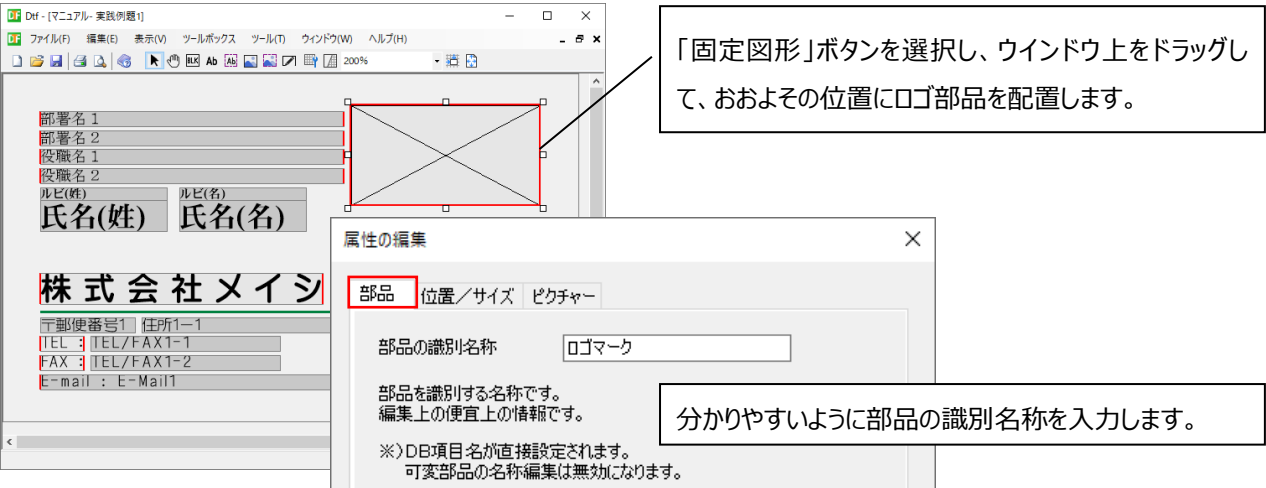 Dtf - [マニュアル- 実践例題1]
ファイル(F) 編集(E) 表示(V) ツールボックス ツール(T) ウィンドウ(W) ヘルプ(H)
BLK Ab Ab 200%
部署名1
部署名2
役職名1
役職名2
ルビ(姓) ルビ(名)
氏名(姓) 氏名(名)
株式会社メイシ
〒郵便番号1 住所1－1
TEL : TEL/FAX1-1
FAX : TEL/FAX1-2
E-mail : E-Mail1
「固定図形」ボタンを選択し、ウインドウ上をドラッグし
て、おおよその位置にロゴ部品を配置します。
属性の編集
部品 位置／サイズ ピクチャー
部品の識別名称 ロゴマーク
部品を識別する名称です。
編集上の便宜上の情報です。
※)DB項目名が直接設定されます。
可変部品の名称編集は無効になります。
分かりやすいように部品の識別名称を入力します。